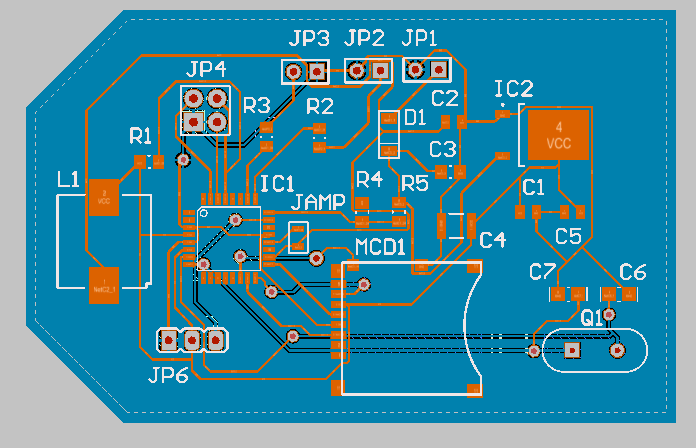 JP3 JP2 JP1
JP4
IC2
R3 R2 C2 D1
R1
4
VCC
C3
L1
2
VCC
IC1
JAMP
R4 R5
C1
C4
C5
MCD1
C7 C6
1
NetC2_1
Q1
JP6